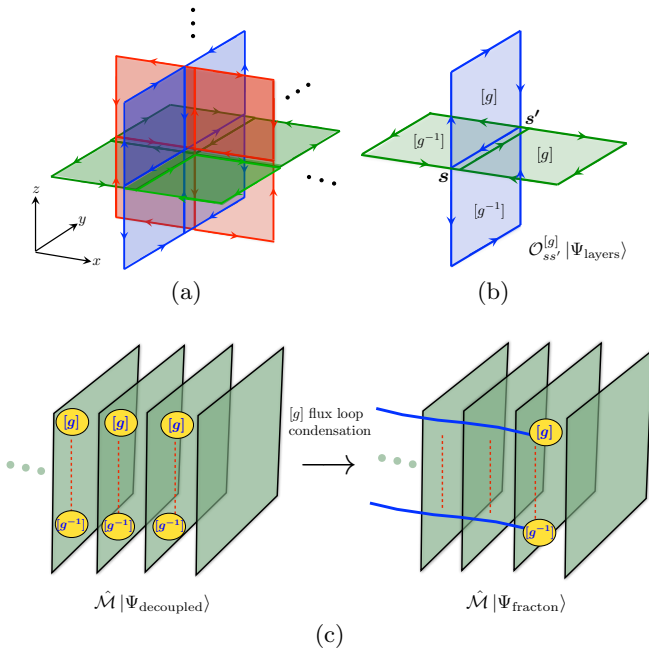 z
y
x
(a)
[g]
s'
[g⁻¹]
[g]
s
[g⁻¹]
𝒪_{ss'}^{[g]} |Ψ_layers⟩
(b)
[g] [g] [g]
[g⁻¹] [g⁻¹] [g⁻¹]
ℳ̂ |Ψ_decoupled⟩
[g] flux loop
condensation
[g]
[g⁻¹]
ℳ̂ |Ψ_fracton⟩
(c)